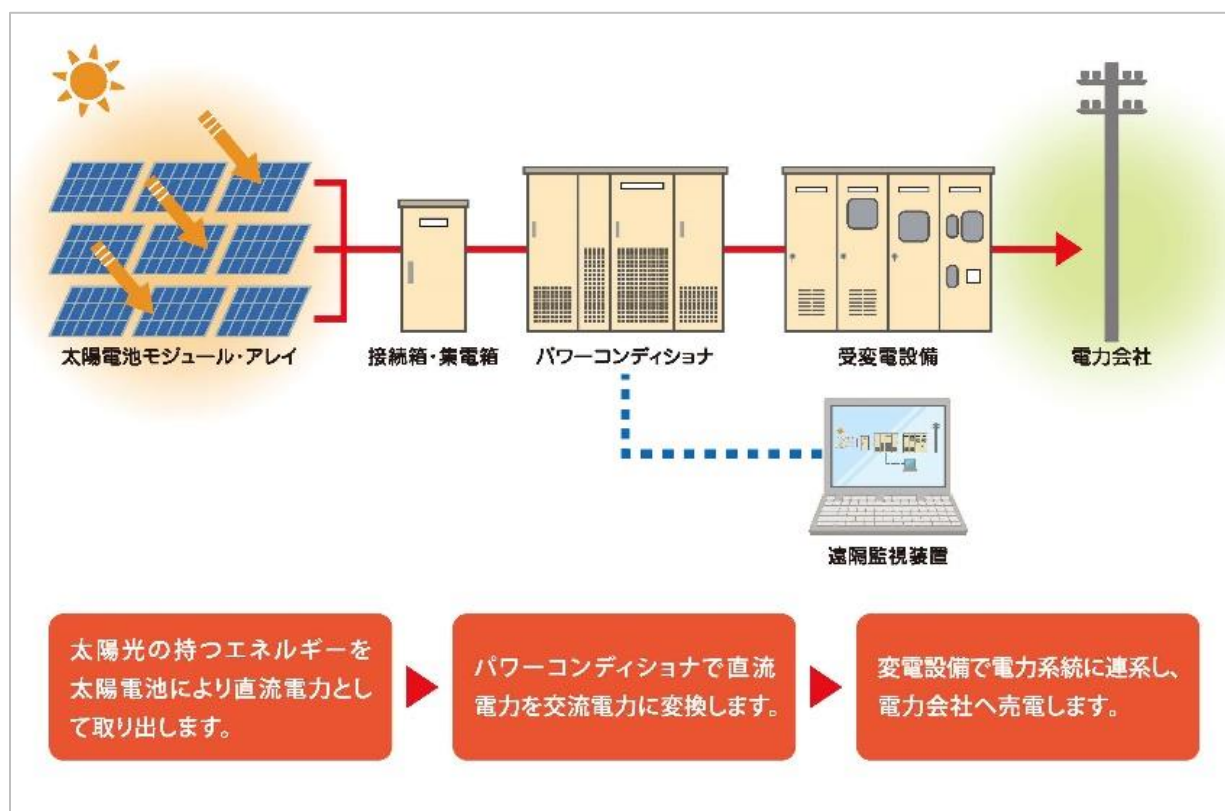 太陽電池モジュール・アレイ
接続箱・集電箱
パワーコンディショナ
受変電設備
電力会社
遠隔監視装置
太陽光の持つエネルギーを
太陽電池により直流電力とし
て取り出します。
パワーコンディショナで直流
電力を交流電力に変換します。
変電設備で電力系統に連系し、
電力会社へ売電します。